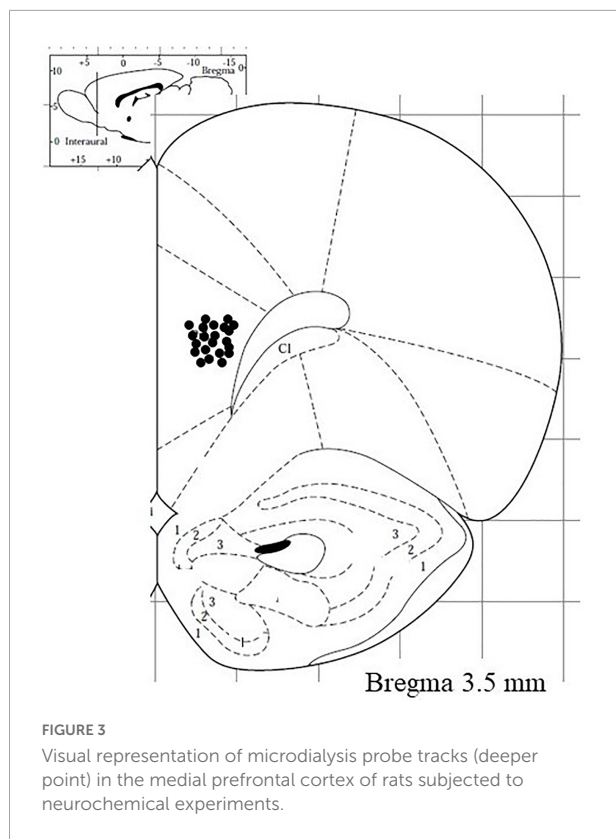 +5 0 -5 -10 -15
10 Bregma 0
-5
-0 Interaural
+15 +10
Cl
1
2
3
3
2
1
3
2
1
1
Bregma 3.5 mm
FIGURE 3
Visual representation of microdialysis probe tracks (deeper
point) in the medial prefrontal cortex of rats subjected to
neurochemical experiments.